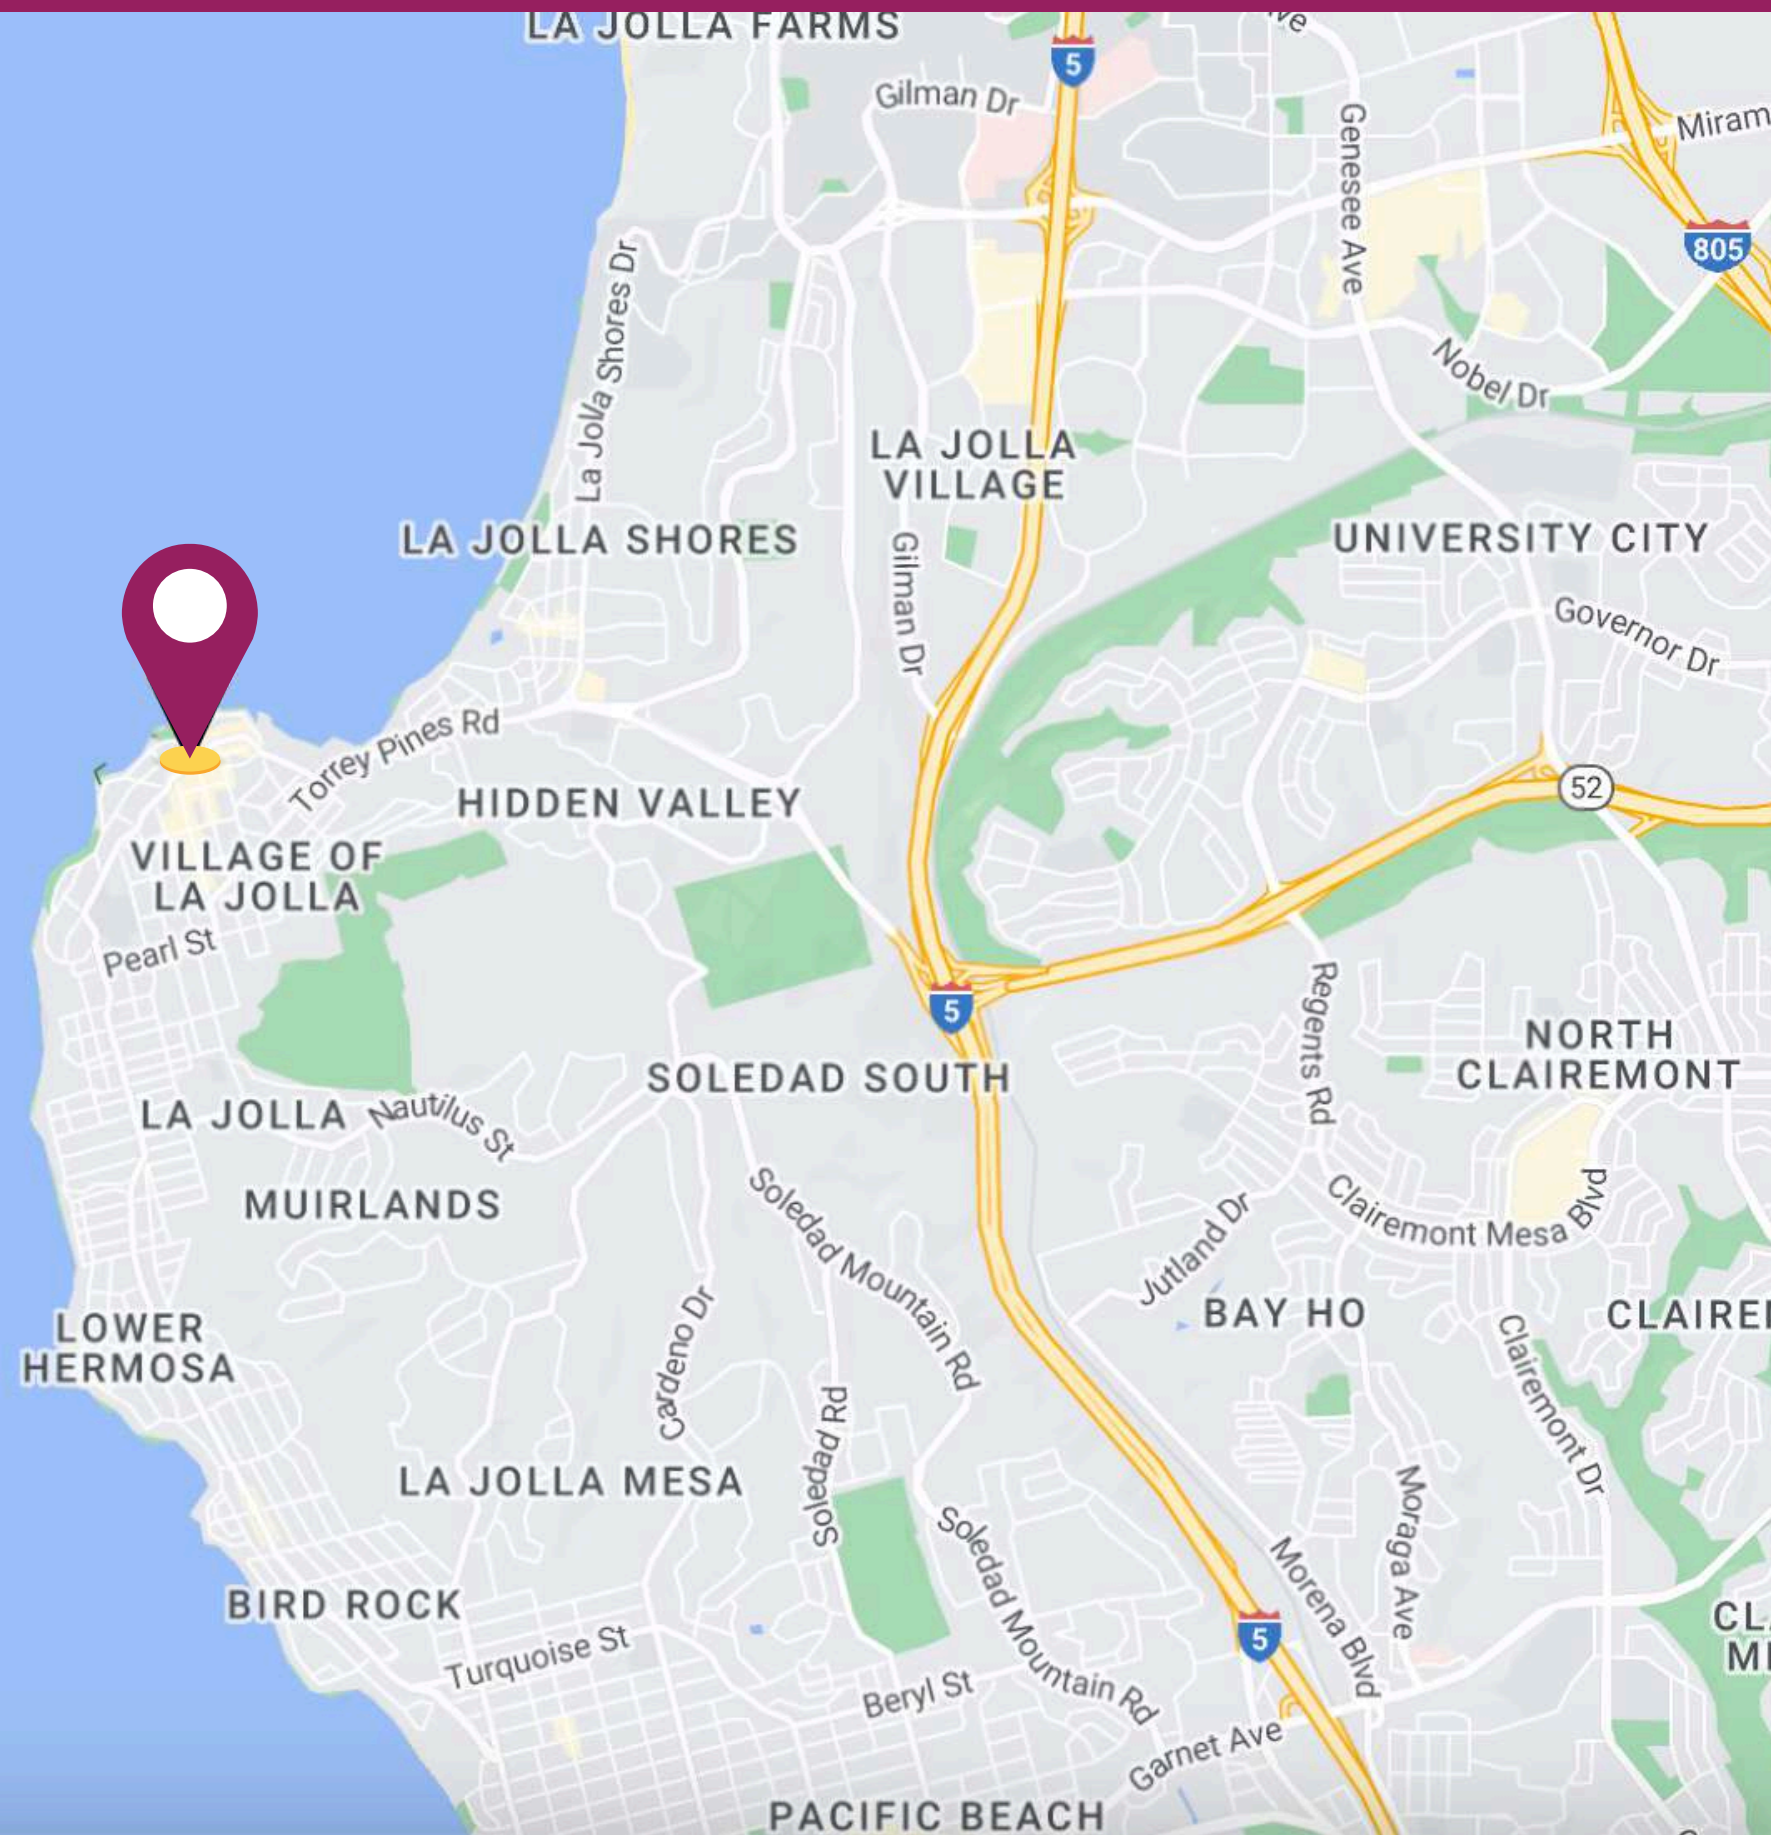 LA JOLLA FARMS
5
Gilman Dr
Genesee Ave
Miram
805
La Jolla Shores Dr
Nobel Dr
LA JOLLA
VILLAGE
LA JOLLA SHORES
UNIVERSITY CITY
Gilman Dr
Governor Dr
Torrey Pines Rd
52
HIDDEN VALLEY
VILLAGE OF
LA JOLLA
Pearl St
5
Regents Rd
NORTH
CLAIREMONT
SOLEDAD SOUTH
LA JOLLA
Nautilus St
MUIRLANDS
Soledad Mountain Rd
Clairemont Mesa Blvd
Jutland Dr
BAY HO
CLAIRE
LOWER
HERMOSA
Cardeno Dr
Clairemont Dr
Soledad Rd
LA JOLLA MESA
Moraga Ave
Soledad Mountain Rd
Morena Blvd
BIRD ROCK
5
CL
MI
Turquoise St
Beryl St
Garnet Ave
PACIFIC BEACH